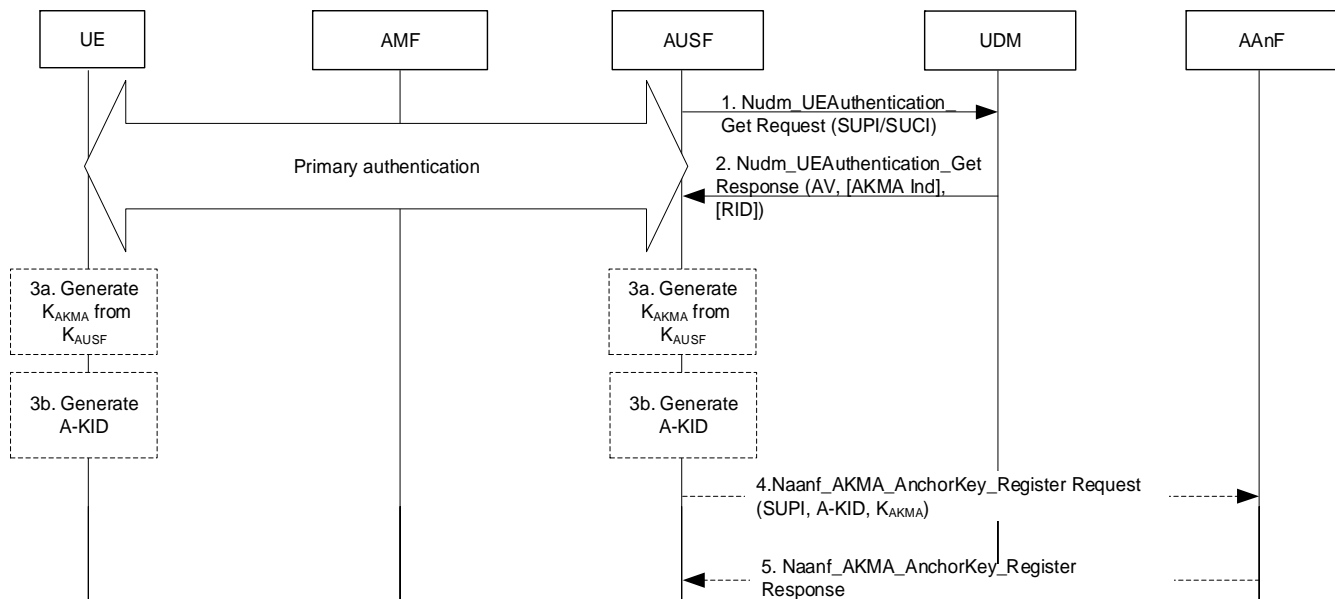 UE
AMF
AUSF
UDM
AAnF
1. Nudm_UEAuthentication_
Get Request (SUPI/SUCI)
Primary authentication
2. Nudm_UEAuthentication_Get
Response (AV, [AKMA Ind],
[RID])
3a. Generate
KAKMA from
KAUSF
3a. Generate
KAKMA from
KAUSF
3b. Generate
A-KID
3b. Generate
A-KID
4.Naanf_AKMA_AnchorKey_Register Request
(SUPI, A-KID, KAKMA)
5. Naanf_AKMA_AnchorKey_Register
Response